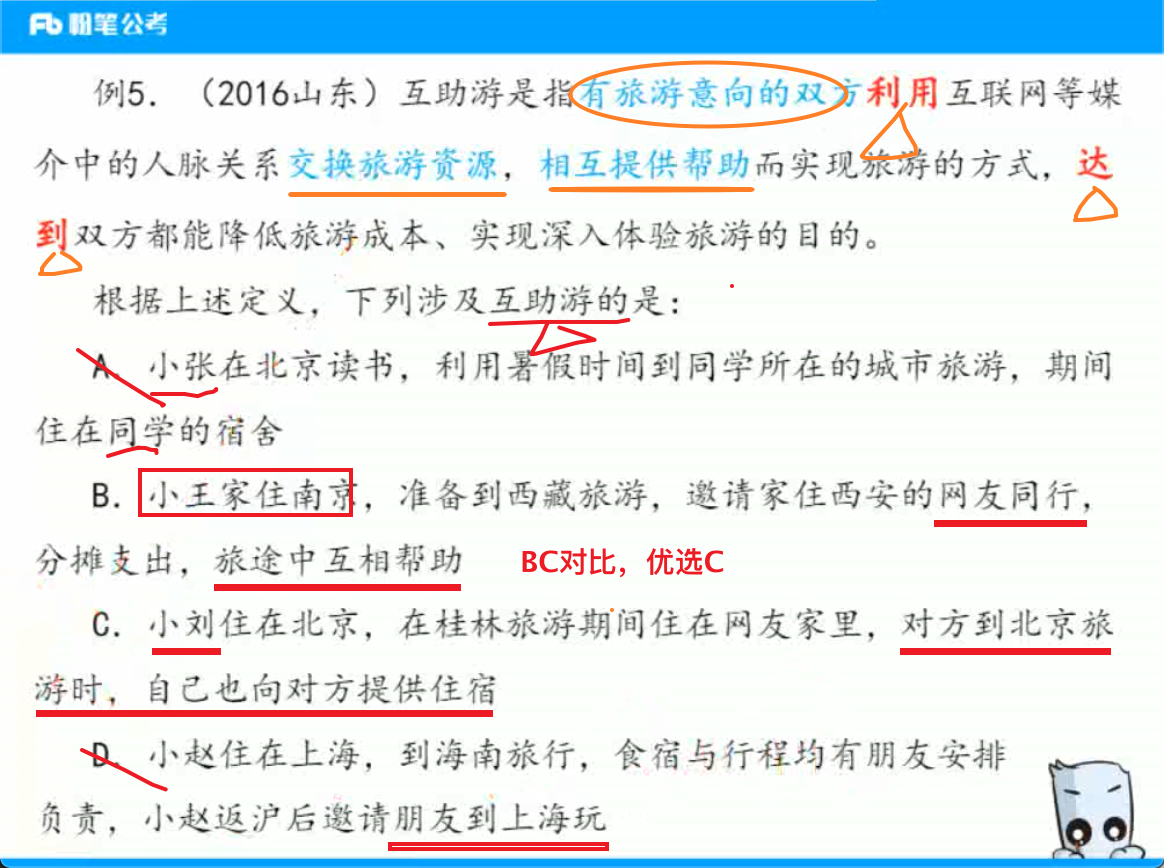 Fb 粉笔公考
例5. （2016山东）互助游是指有旅游意向的双方利用互联网等媒
介中的人脉关系交换旅游资源，相互提供帮助而实现旅游的方式，达
到双方都能降低旅游成本、实现深入体验旅游的目的。
根据上述定义，下列涉及互助游的是：
A. 小张在北京读书，利用暑假时间到同学所在的城市旅游，期间
住在同学的宿舍
B. 小王家住南京，准备到西藏旅游，邀请家住西安的网友同行，
分摊支出，旅途中互相帮助 BC对比，优选C
C. 小刘住在北京，在桂林旅游期间住在网友家里，对方到北京旅
游时，自己也向对方提供住宿
D. 小赵住在上海，到海南旅行，食宿与行程均有朋友安排
负责，小赵返沪后邀请朋友到上海玩